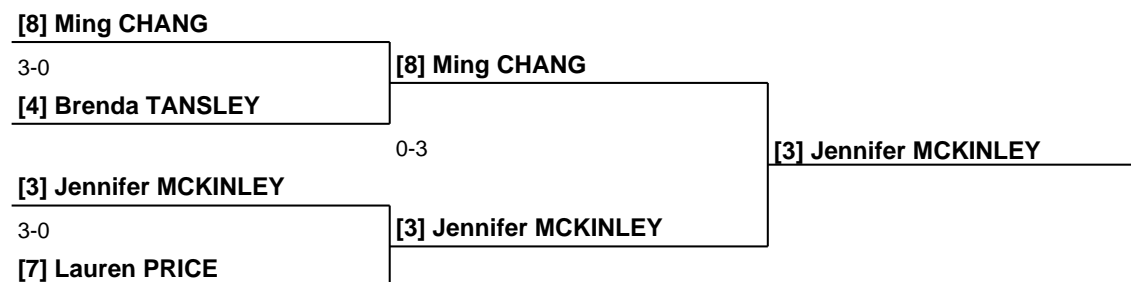 [8] Ming CHANG
3-0
[8] Ming CHANG
[4] Brenda TANSLEY
0-3
[3] Jennifer MCKINLEY
[3] Jennifer MCKINLEY
3-0
[3] Jennifer MCKINLEY
[7] Lauren PRICE